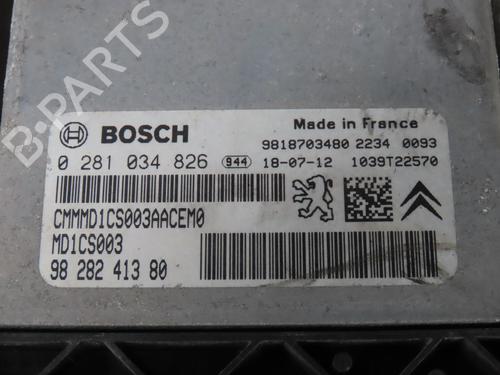 B-PARTS
BOSCH
Made in France
9818703480 2234 0093
0 281 034 826 944 18-07-12 1039T22570
CMMMD1CS003AACEM0
MD1CS003
98 282 413 80